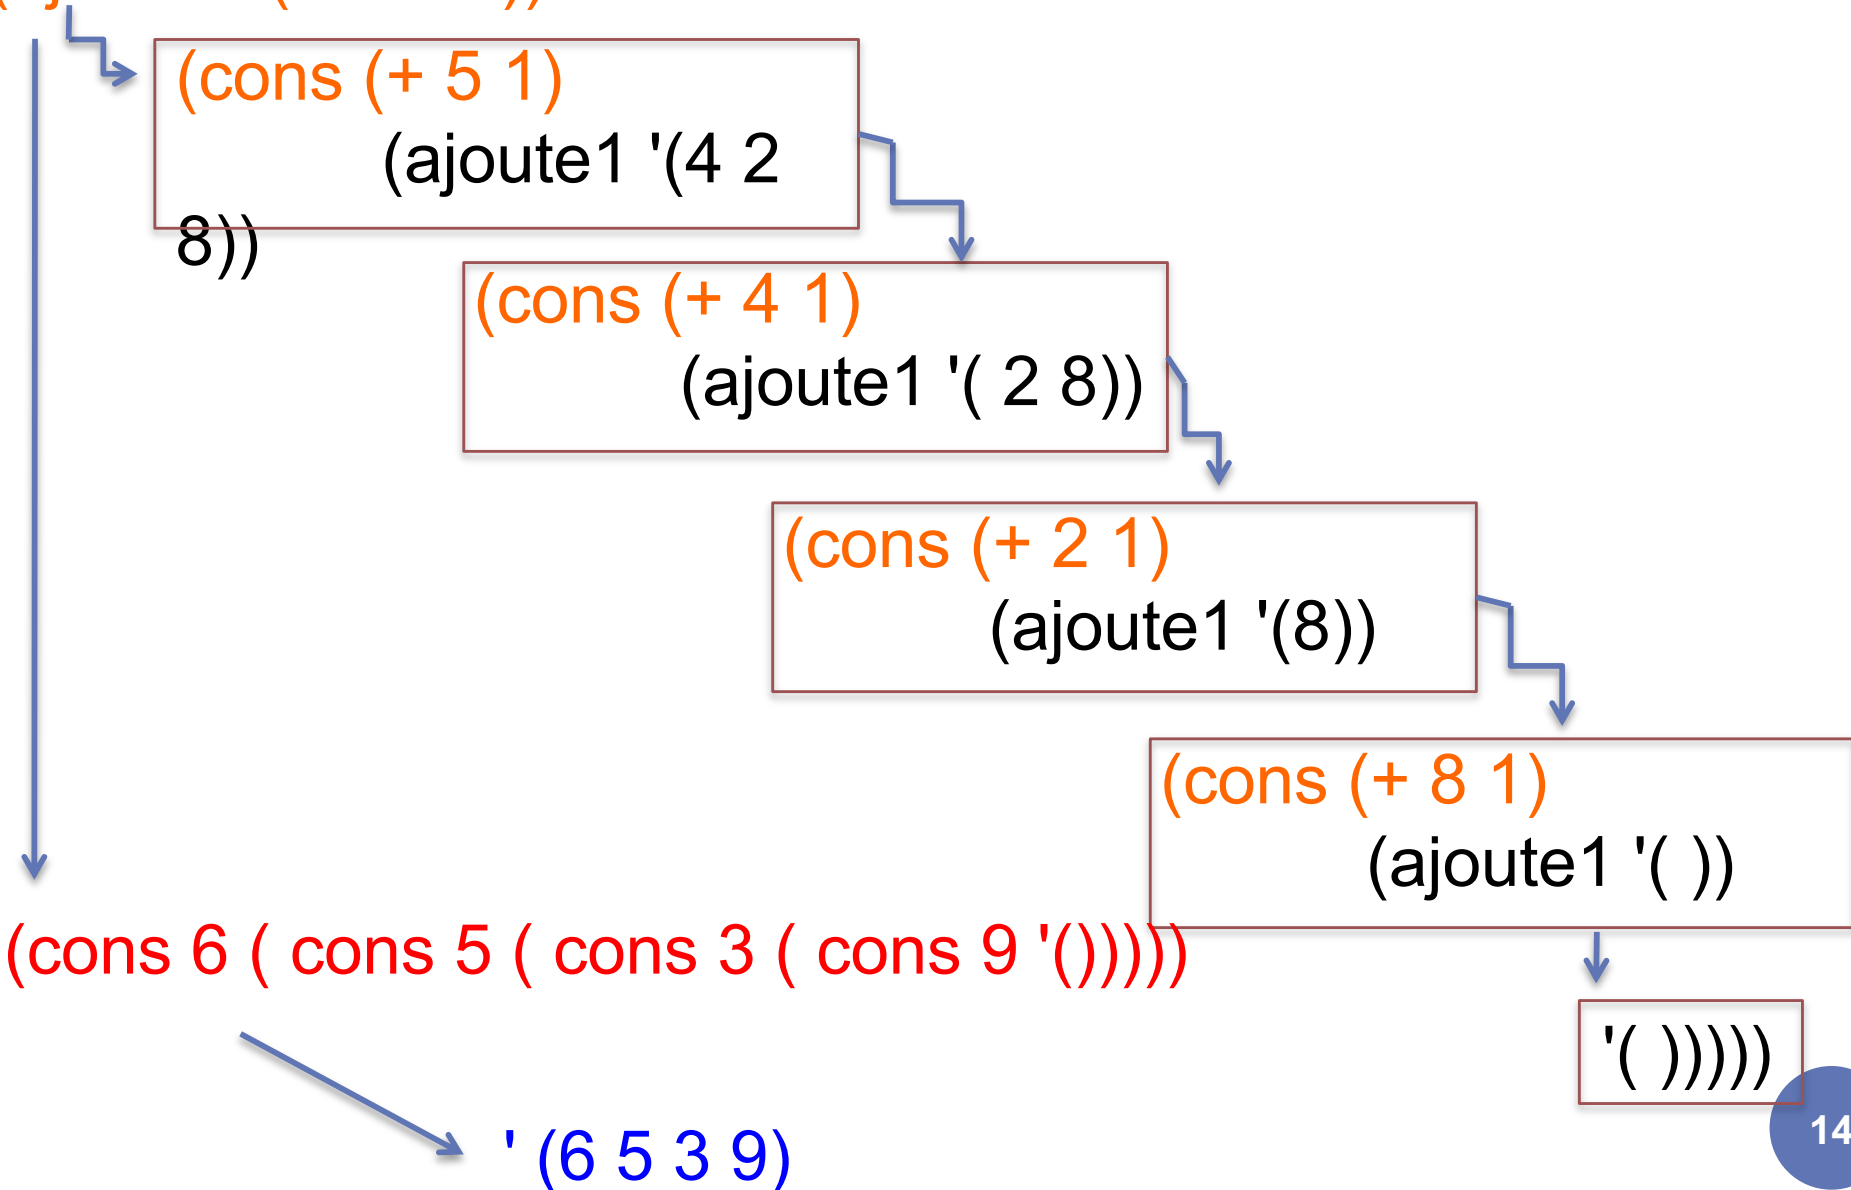 (cons (+ 5 1)
(ajoute1 '(4 2
8))
(cons (+ 4 1)
(ajoute1 '( 2 8))
(cons (+ 2 1)
(ajoute1 '(8))
(cons (+ 8 1)
(ajoute1 '( ))
(cons 6 ( cons 5 ( cons 3 ( cons 9 '()))))
'( )))))
14
' (6 5 3 9)